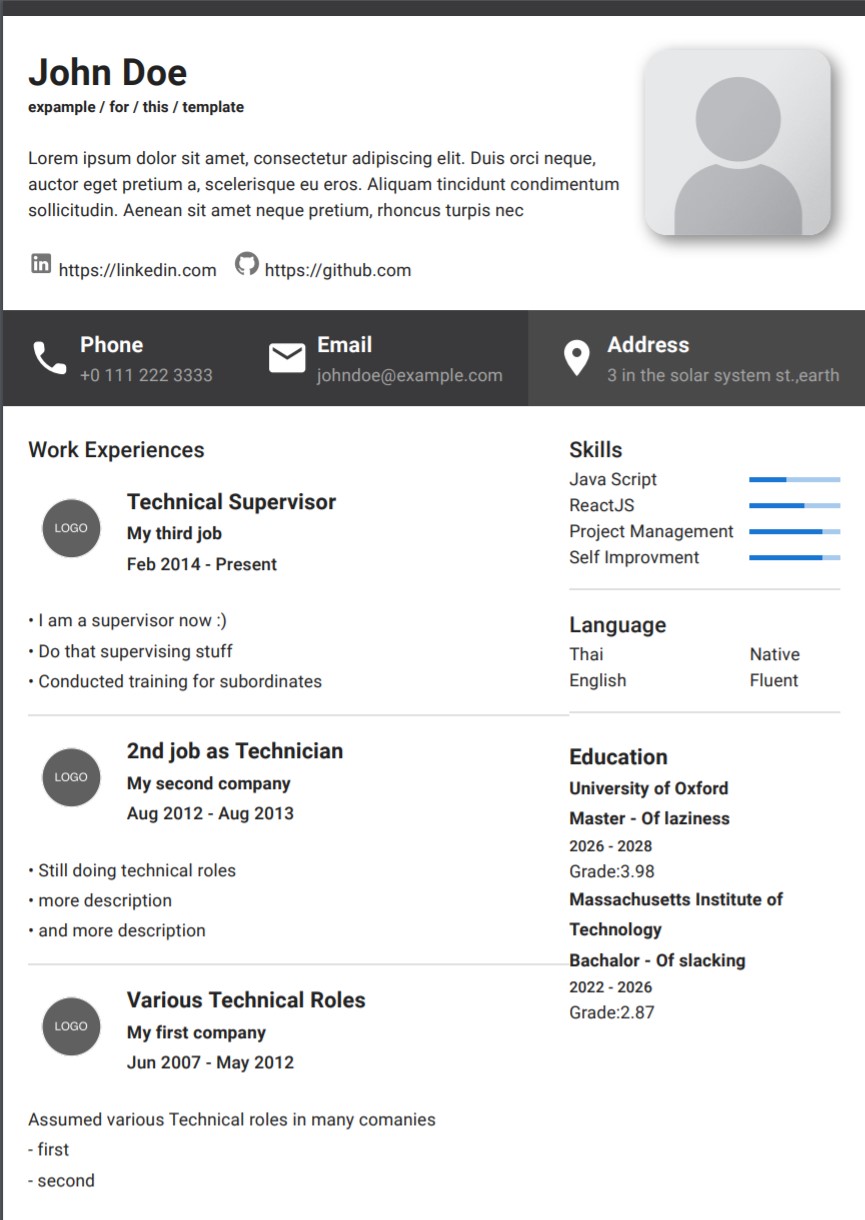 John Doe
expample / for / this / template
Lorem ipsum dolor sit amet, consectetur adipiscing elit. Duis orci neque,
auctor eget pretium a, scelerisque eu eros. Aliquam tincidunt condimentum
sollicitudin. Aenean sit amet neque pretium, rhoncus turpis nec
https://linkedin.com https://github.com
Phone
+0 111 222 3333
Email
johndoe@example.com
Address
3 in the solar system st.,earth
Work Experiences
LOGO
Technical Supervisor
My third job
Feb 2014 - Present
• I am a supervisor now :)
• Do that supervising stuff
• Conducted training for subordinates
LOGO
2nd job as Technician
My second company
Aug 2012 - Aug 2013
• Still doing technical roles
• more description
• and more description
LOGO
Various Technical Roles
My first company
Jun 2007 - May 2012
Assumed various Technical roles in many comanies
- first
- second
Skills
Java Script
ReactJS
Project Management
Self Improvment
Language
Thai Native
English Fluent
Education
University of Oxford
Master - Of laziness
2026 - 2028
Grade:3.98
Massachusetts Institute of
Technology
Bachalor - Of slacking
2022 - 2026
Grade:2.87